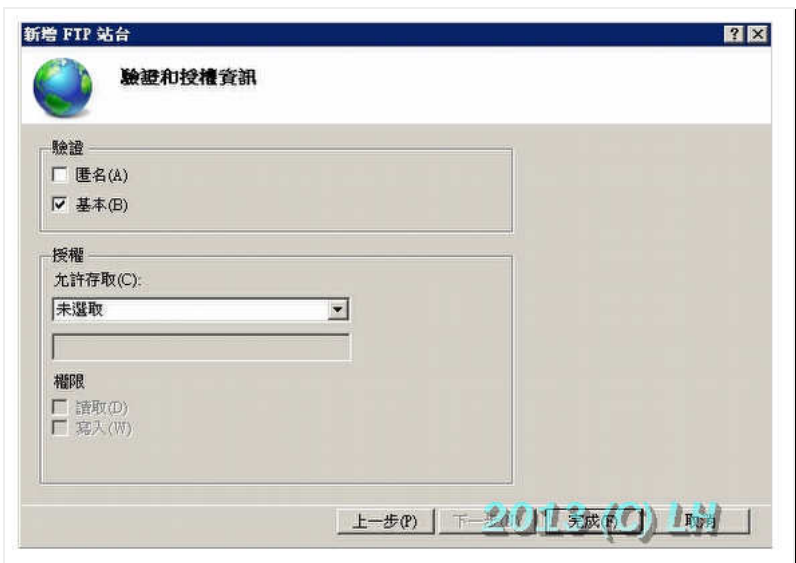 新增 FTP 站台
驗證和授權資訊
驗證
匿名(A)
基本(B)
授權
允許存取(C):
未選取
權限
讀取(D)
寫入(W)
上一步(P) 下一步 完成(F) 取消
2013 (C) LH